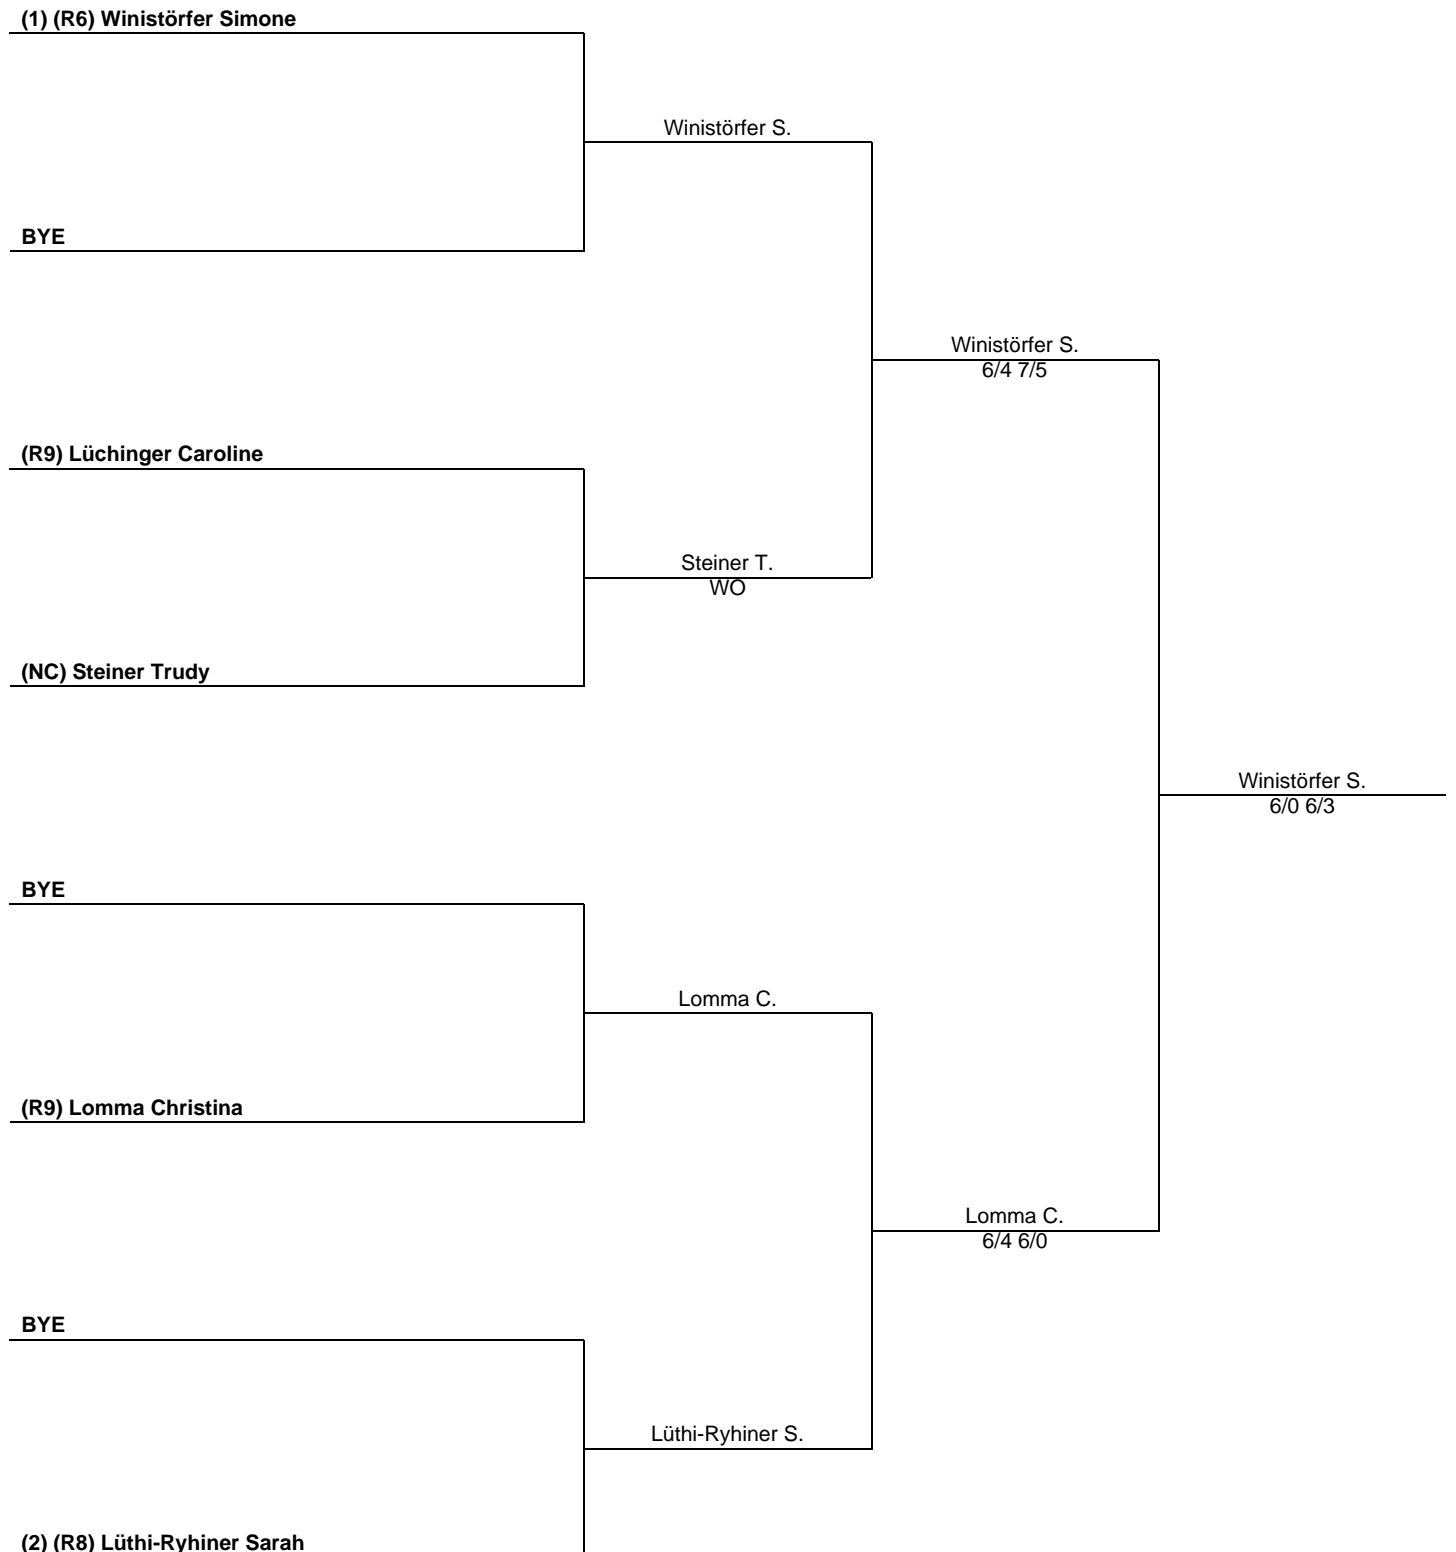 (1) (R6) Winistörfer Simone
Winistörfer S.
BYE
Winistörfer S.
6/4 7/5
(R9) Lüchinger Caroline
Steiner T.
WO
(NC) Steiner Trudy
Winistörfer S.
6/0 6/3
BYE
Lomma C.
(R9) Lomma Christina
Lomma C.
6/4 6/0
BYE
Lüthi-Ryhiner S.
(2) (R8) Lüthi-Ryhiner Sarah